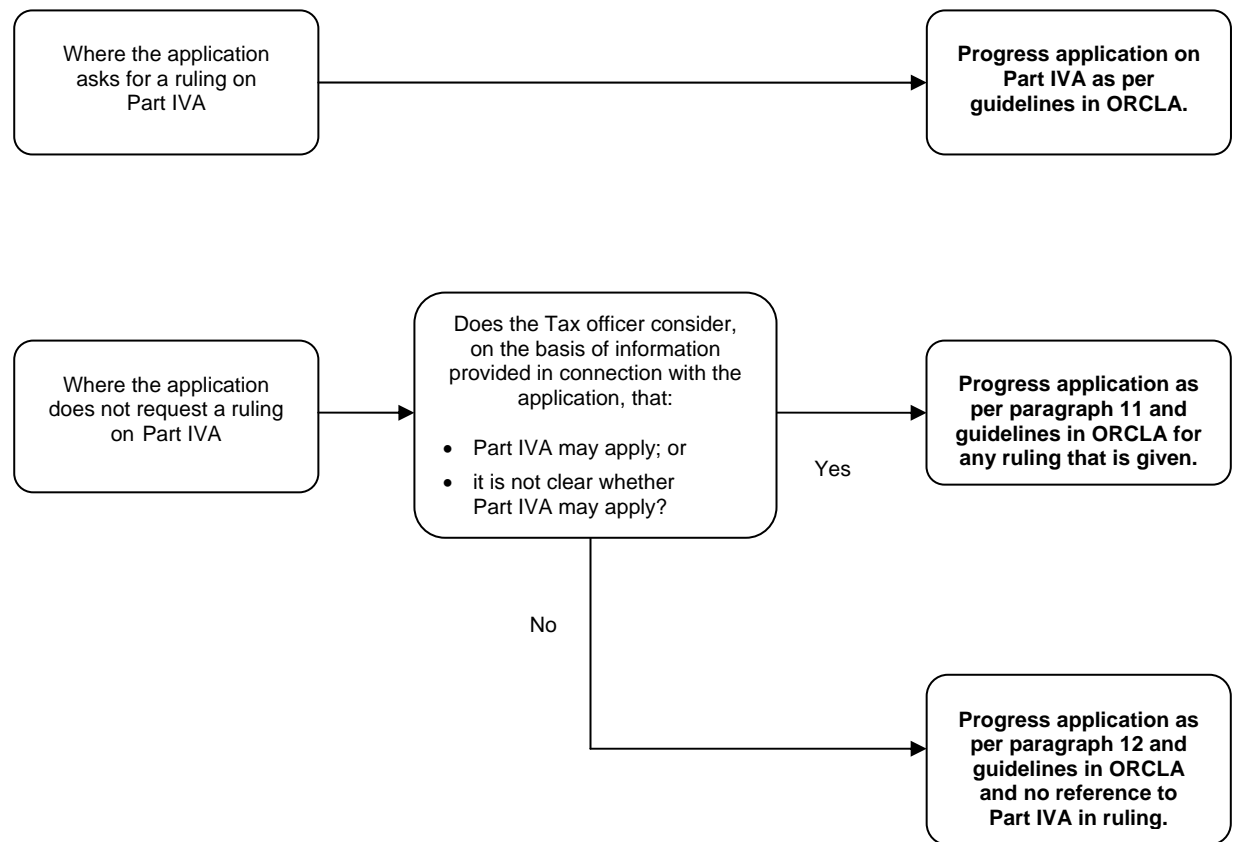 Where the application
asks for a ruling on
Part IVA
Progress application on
Part IVA as per
guidelines in ORCLA.
Where the application
does not request a ruling
on Part IVA
Does the Tax officer consider,
on the basis of information
provided in connection with the
application, that:
• Part IVA may apply; or
• it is not clear whether
Part IVA may apply?
Yes
Progress application as
per paragraph 11 and
guidelines in ORCLA for
any ruling that is given.
No
Progress application as
per paragraph 12 and
guidelines in ORCLA
and no reference to
Part IVA in ruling.